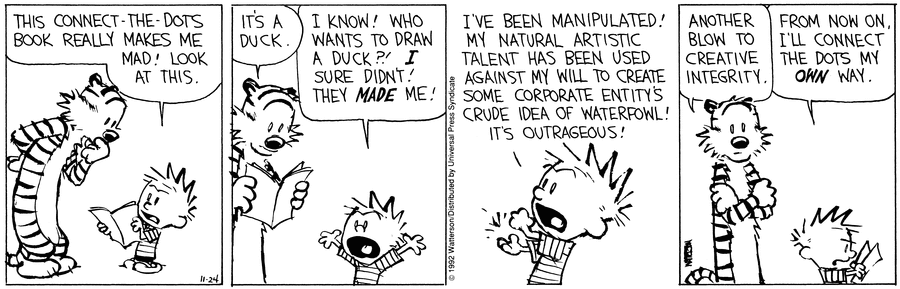 THIS CONNECT-THE-DOTS
BOOK REALLY MAKES ME
MAD! LOOK
AT THIS.
11-24
IT'S A
DUCK.
I KNOW! WHO
WANTS TO DRAW
A DUCK?! I
SURE DIDN'T!
THEY MADE ME!
© 1992 Watterson/Distributed by Universal Press Syndicate
I'VE BEEN MANIPULATED!
MY NATURAL ARTISTIC
TALENT HAS BEEN USED
AGAINST MY WILL TO CREATE
SOME CORPORATE ENTITY'S
CRUDE IDEA OF WATERFOWL!
IT'S OUTRAGEOUS!
ANOTHER
BLOW TO
CREATIVE
INTEGRITY.
FROM NOW ON,
I'LL CONNECT
THE DOTS MY
OWN WAY.